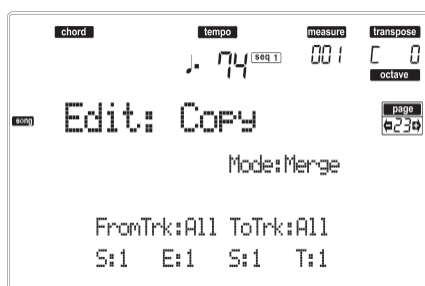 chord tempo measure transpose
♩. 74 seq 1 001 C 0
octave
song Edit: Copy page
23
Mode:Merge
FromTrk:All ToTrk:All
S:1 E:1 S:1 T:1